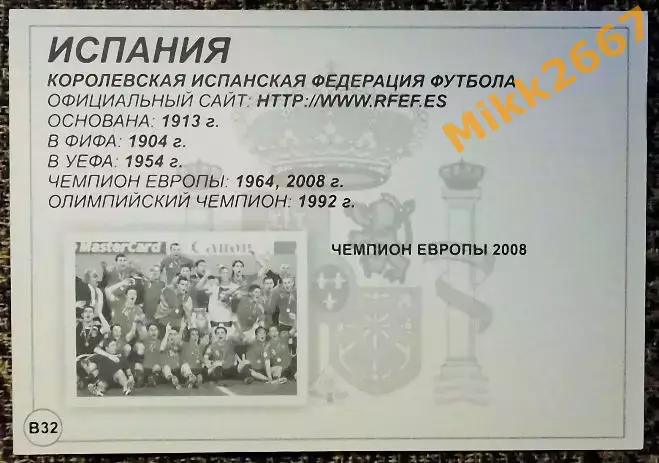 ИСПАНИЯ
КОРОЛЕВСКАЯ ИСПАНСКАЯ ФЕДЕРАЦИЯ ФУТБОЛА
ОФИЦИАЛЬНЫЙ САЙТ: HTTP://WWW.RFEF.ES
ОСНОВАНА: 1913 г.
В ФИФА: 1904 г.
В УЕФА: 1954 г.
ЧЕМПИОН ЕВРОПЫ: 1964, 2008 г.
ОЛИМПИЙСКИЙ ЧЕМПИОН: 1992 г.
MasterCard Canon
ЧЕМПИОН ЕВРОПЫ 2008
B32
Mikk2667